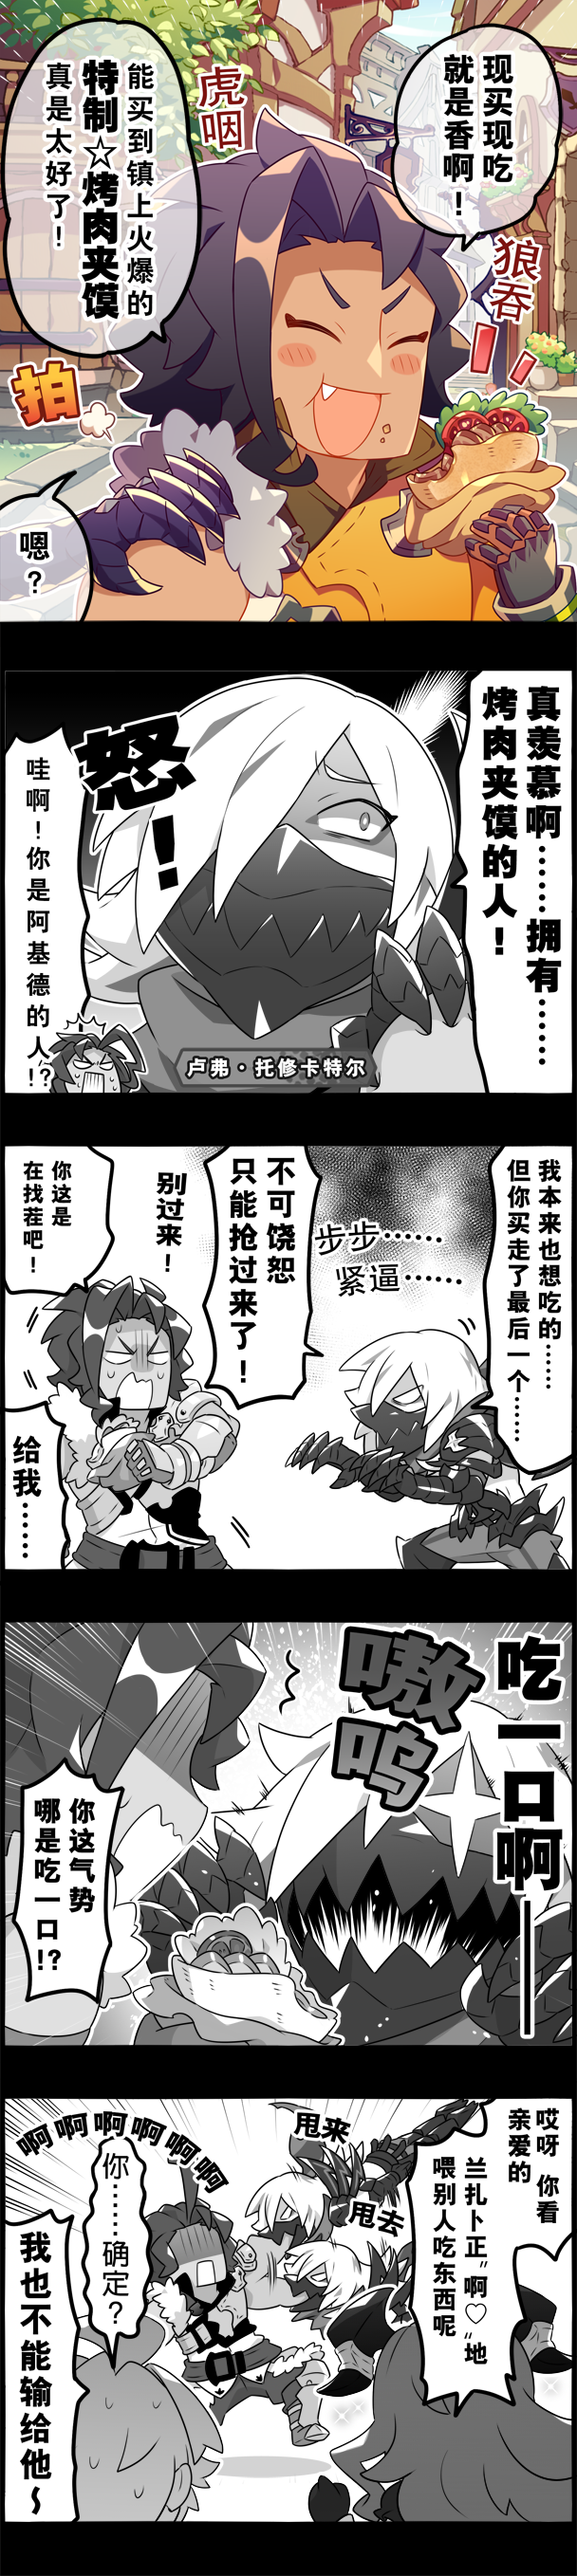 现买现吃
就是香啊！
狼吞
虎咽
能买到镇上火爆的
特制☆烤肉夹馍
真是太好了！
拍
嗯？
真羡慕啊……拥有……
烤肉夹馍的人！
怒！
哇啊！你是阿基德的人!?
卢弗·托修卡特尔
我本来也想吃的……
但你买走了最后一个……
步步……
紧逼……
不可饶恕
只能抢过来了！
别过来！
你这是
在找茬吧！
给我……
吃一口啊——
嗷呜
你这气势
哪是吃一口!?
哎呀 你看
亲爱的
兰扎卜正“啊♡”地
喂别人吃东西呢
甩来
甩去
啊啊啊啊啊啊
你……确定？
我也不能输给他～